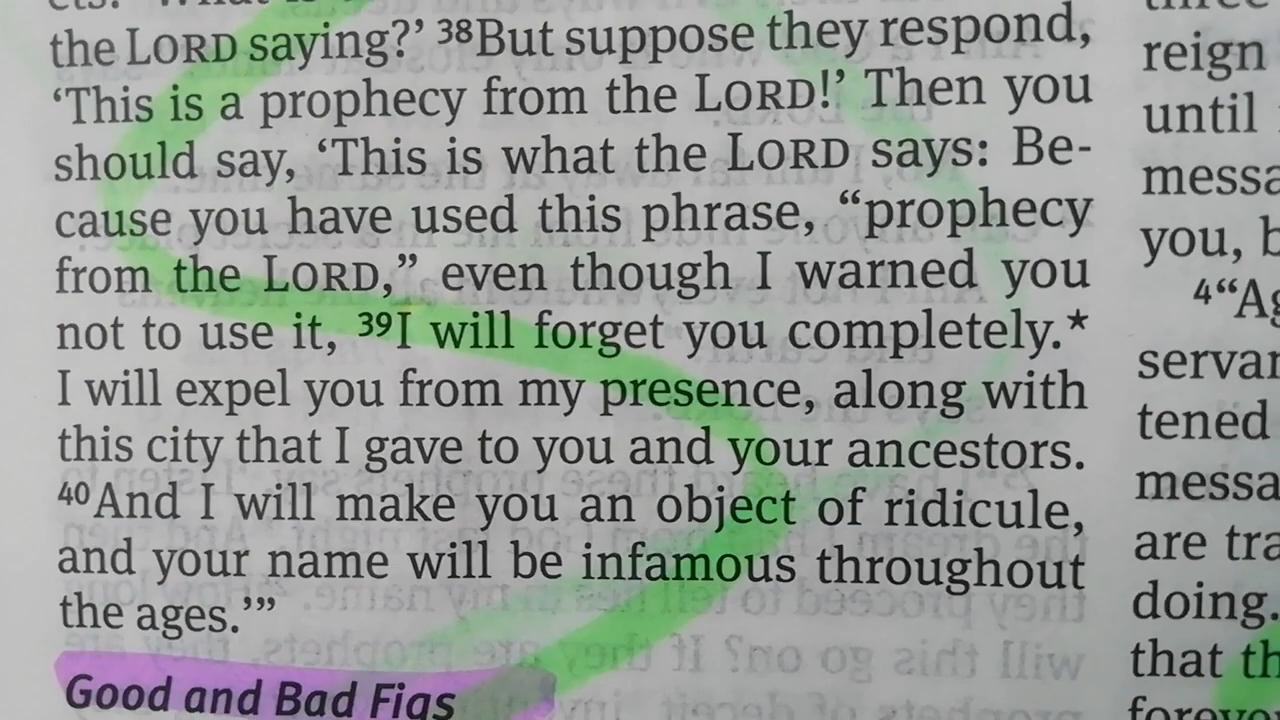 the LORD saying?’ 38But suppose they respond,
‘This is a prophecy from the LORD!’ Then you
should say, ‘This is what the LORD says: Be-
cause you have used this phrase, “prophecy
from the LORD,” even though I warned you
not to use it, 39I will forget you completely.*
I will expel you from my presence, along with
this city that I gave to you and your ancestors.
40And I will make you an object of ridicule,
and your name will be infamous throughout
the ages.’”
Good and Bad Figs
reign
until
you, b
4“Ag
tened
are tra
doing.
that th